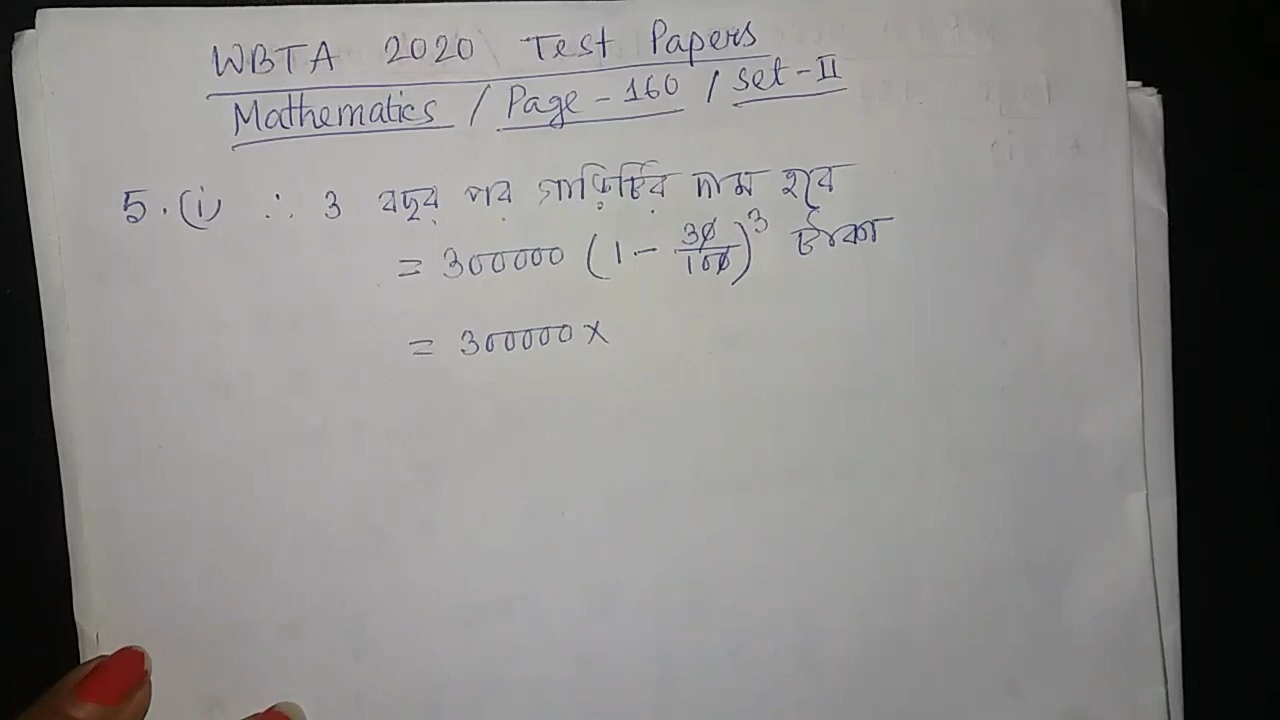 WBTA 2020 Test Papers
Mathematics / Page - 160 / Set - II
5. (i) ∴ 3 বছর পর গাড়িটির দাম হবে
= 300000 (1 - 30/100)^3 টাকা
= 300000 ×